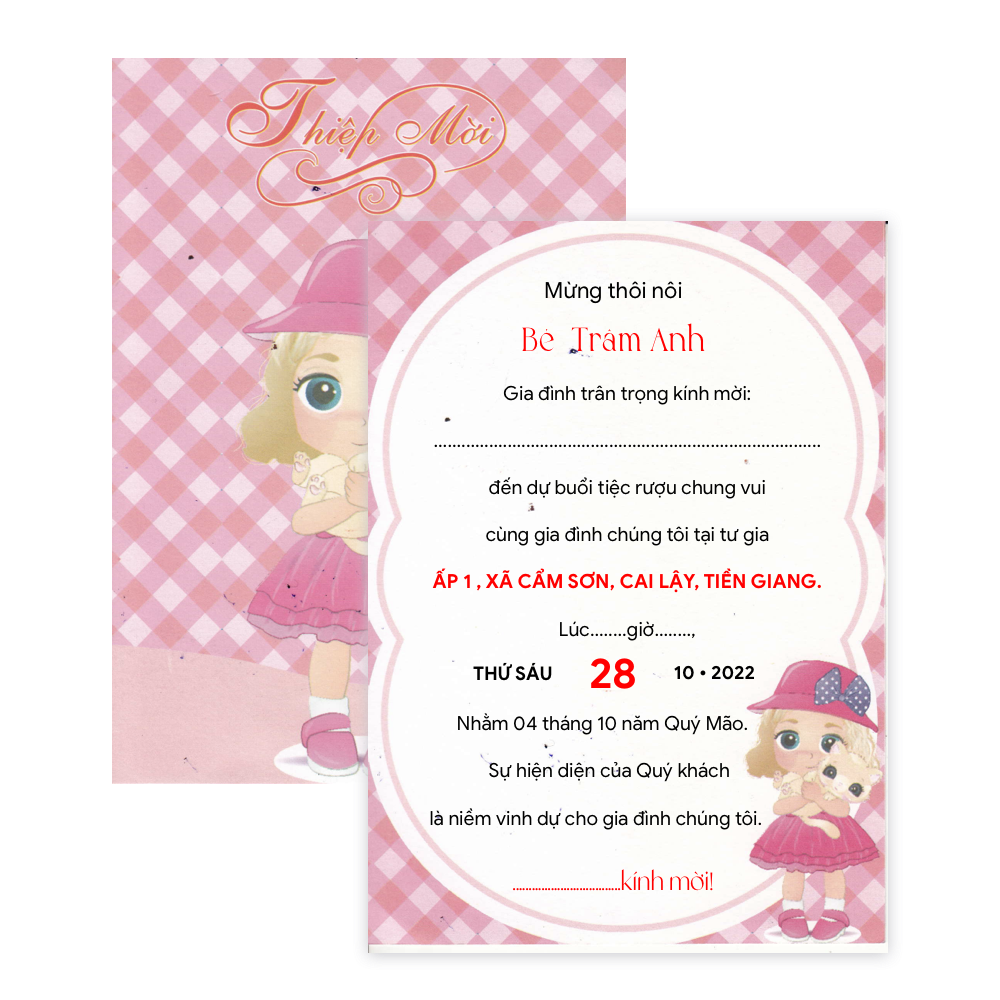 Thiệp Mời
Mừng thôi nôi
Bé Trâm Anh
Gia đình trân trọng kính mời:
....................................................................................
đến dự buổi tiệc rượu chung vui
cùng gia đình chúng tôi tại tư gia
ẤP 1 , XÃ CẨM SƠN, CAI LẬY, TIỀN GIANG.
Lúc........giờ........,
THỨ SÁU 28 10 • 2022
Nhằm 04 tháng 10 năm Quý Mão.
Sự hiện diện của Quý khách
là niềm vinh dự cho gia đình chúng tôi.
..................................kính mời!